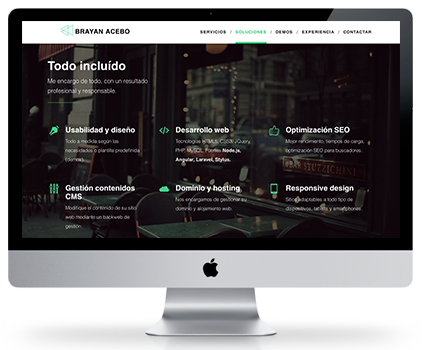 BRAYAN ACEBO
SERVICIOS / SOLUCIONES / DEMOS / EXPERIENCIA / CONTACTAR
Todo incluído
Me encargo de todo, con un resultado
profesional y responsable.
Usabilidad y diseño
Todo a medida según las
necesidades o plantilla predefinida
Desarrollo web
Tecnologías HTML5, CSS3, jQuery,
PHP, MySQL. Fuentes Node.js,
Angular, Laravel, Stylus.
Optimización SEO
Mejor rendimiento, tiempos de carga,
optimización SEO para buscadores.
Gestión contenidos
CMS
Modifique el contenido de su sitio
web mediante un backweb de
gestión
Dominio y hosting
Nos encargamos de gestionar su
dominio y alojamiento web.
Responsive design
Sitios adaptables a todo tipo de
dispositivos, tablets y smartphones.